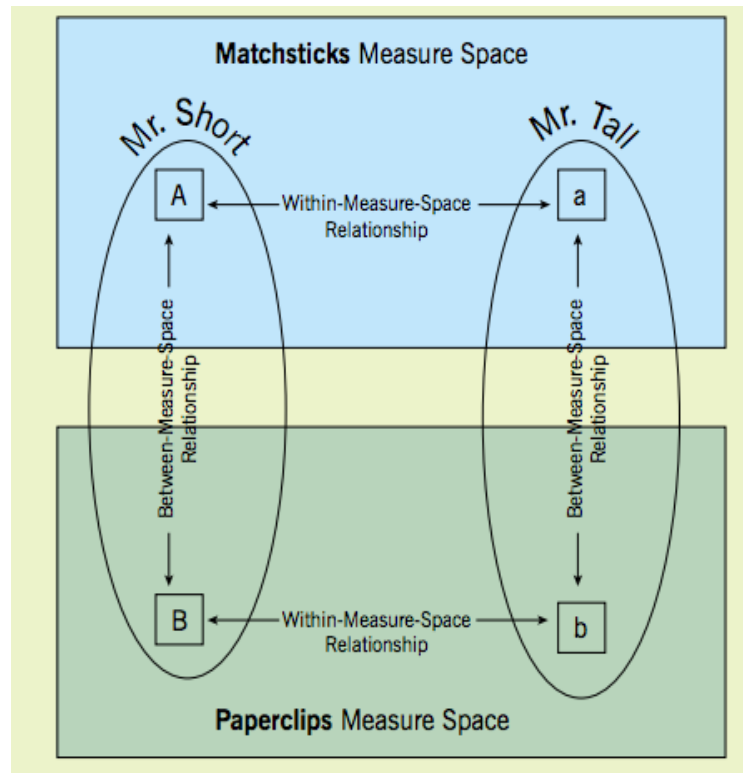 Matchsticks Measure Space
Mr. Short
Mr. Tall
A
Within-Measure-Space
Relationship
a
Between-Measure-Space
Relationship
Between-Measure-Space
Relationship
B
Within-Measure-Space
Relationship
b
Paperclips Measure Space